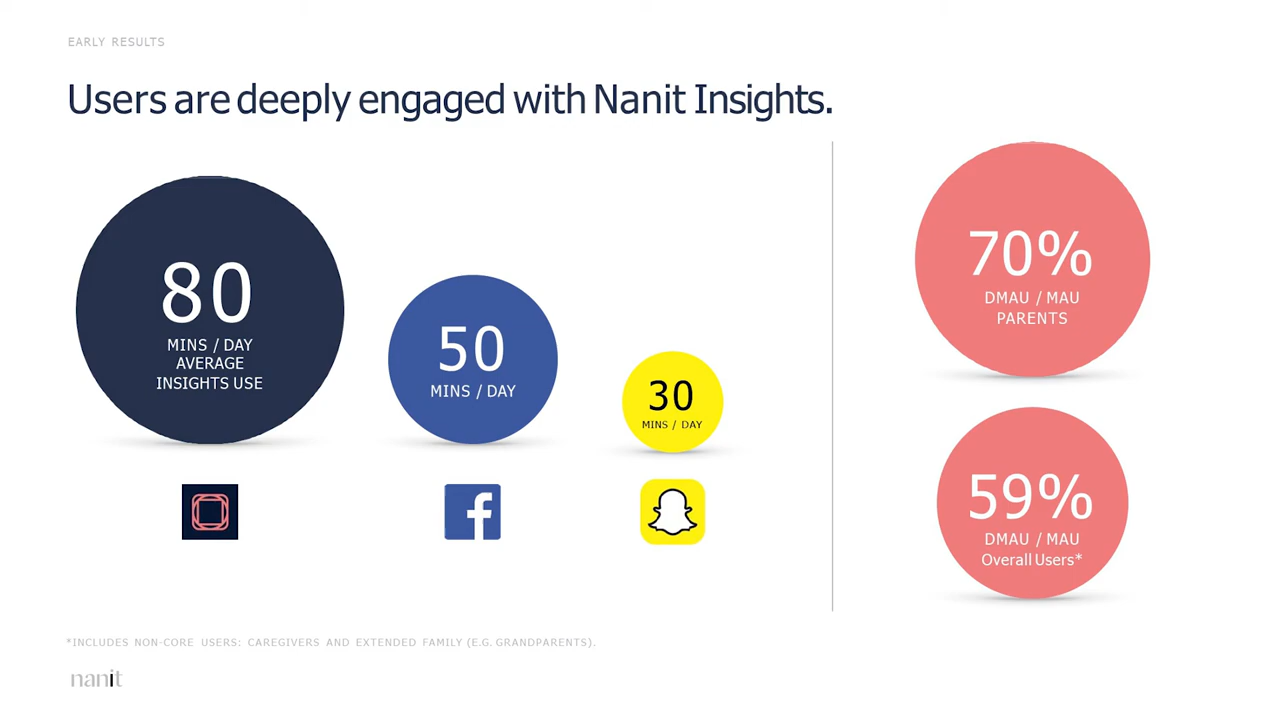 EARLY RESULTS
Users are deeply engaged with Nanit Insights.
80
MINS / DAY
AVERAGE
INSIGHTS USE
50
MINS / DAY
30
MINS / DAY
f
70%
DMAU / MAU
PARENTS
59%
DMAU / MAU
Overall Users*
*INCLUDES NON-CORE USERS: CAREGIVERS AND EXTENDED FAMILY (E.G. GRANDPARENTS).
nanit